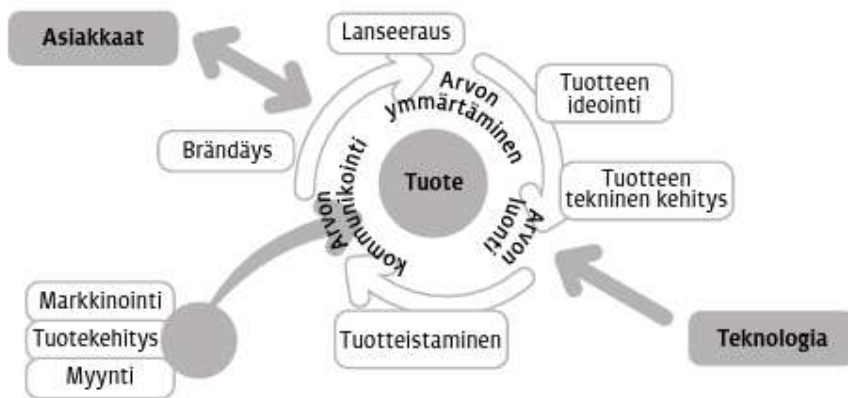 Asiakkaat
Lanseeraus
Arvon
ymmärtäminen
Tuotteen
ideointi
Brändäys
Tuote
Tuotteen
tekninen kehitys
Arvon
luonti
Arvon
kommunikointi
Markkinointi
Tuotekehitys
Myynti
Tuotteistaminen
Teknologia